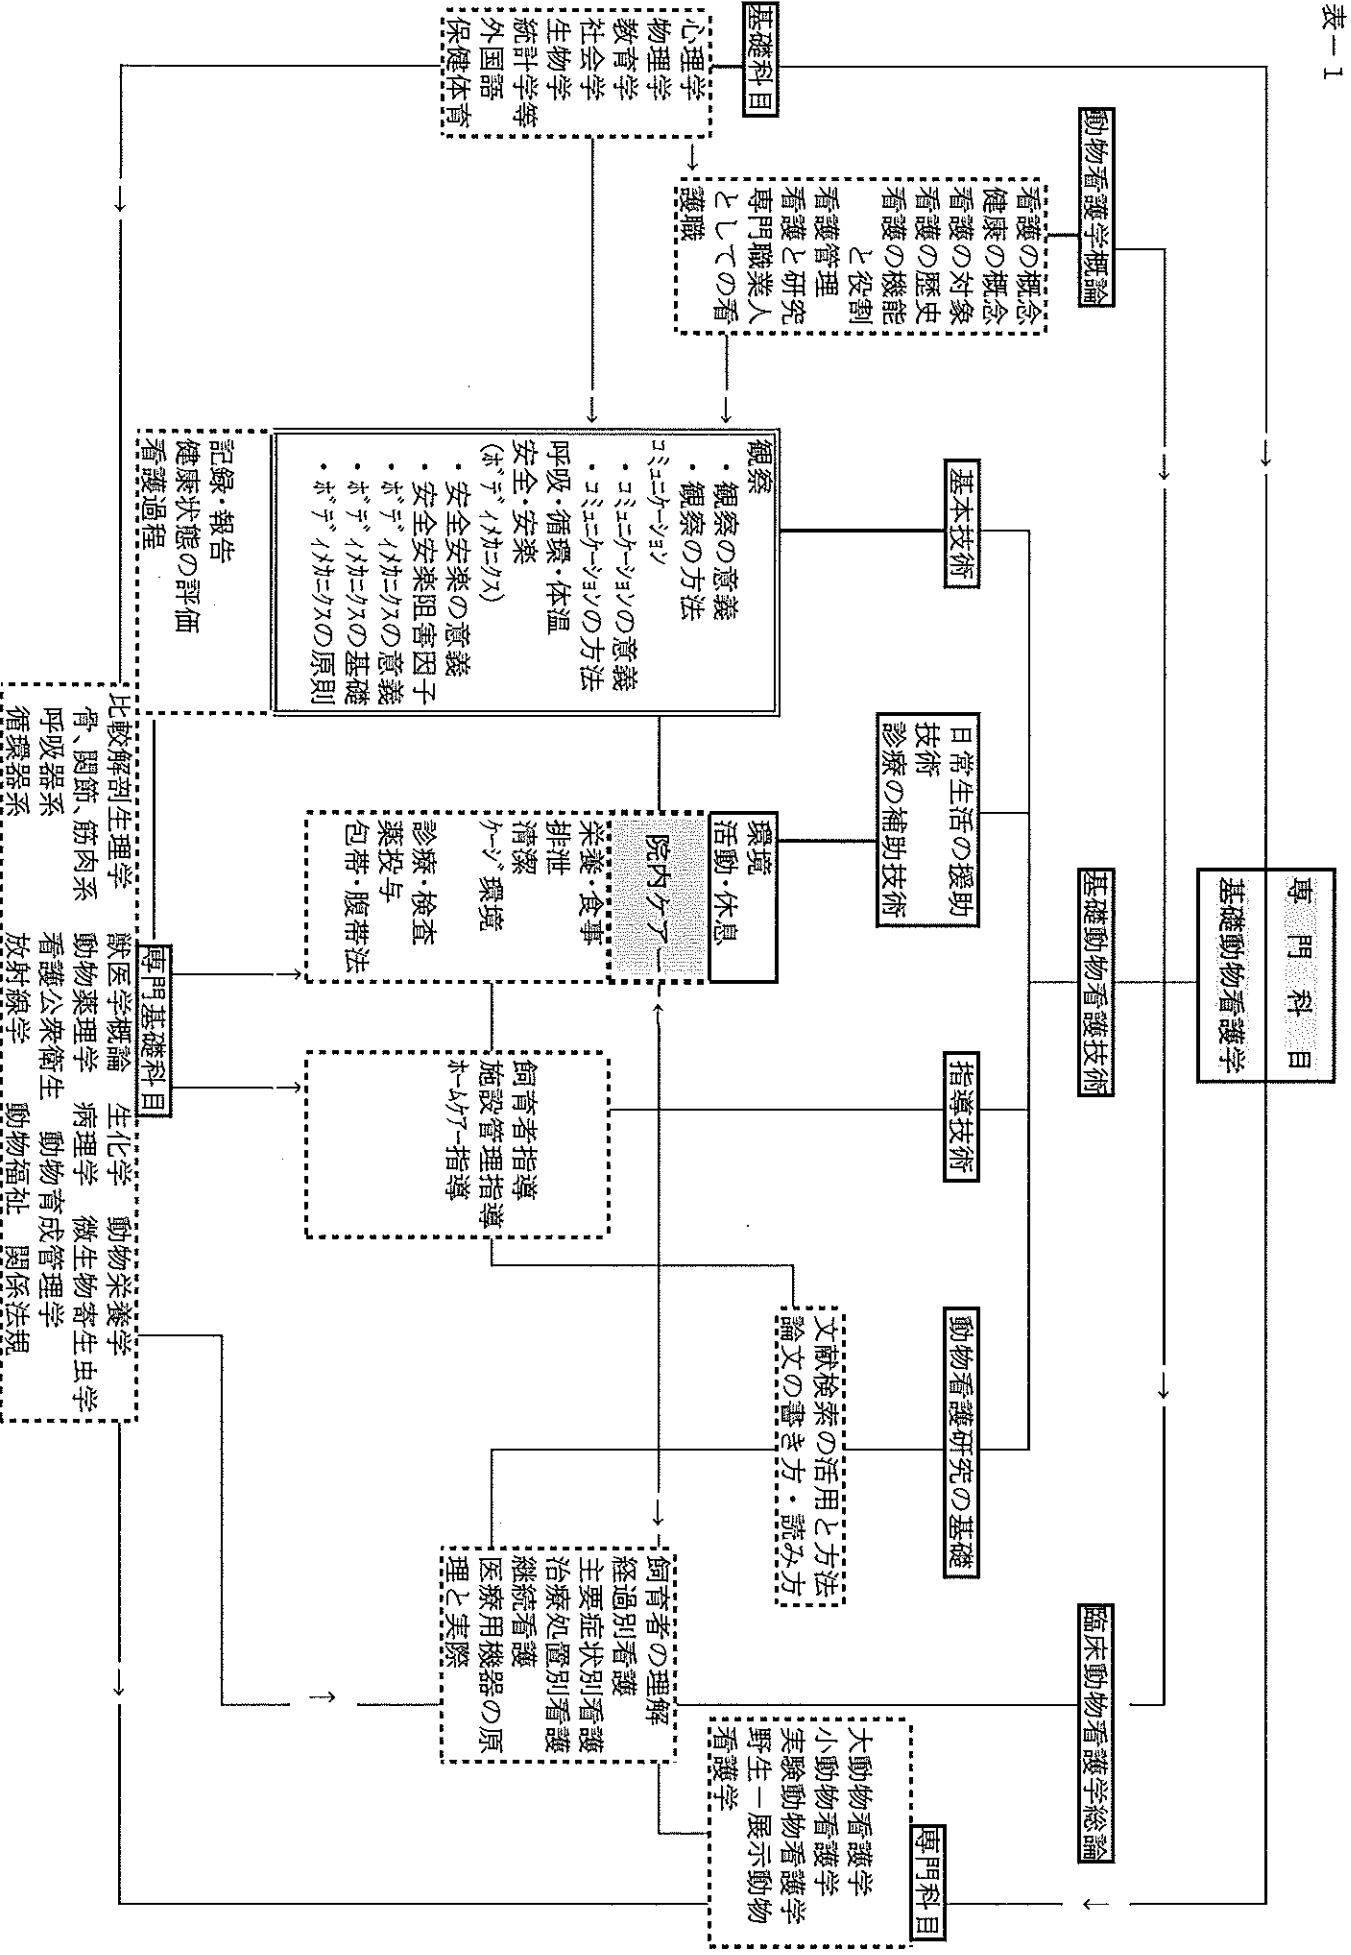 表－1
専 門 科 目
基礎動物看護学
動物看護学概論
基礎動物看護技術
臨床動物看護学総論
基礎科目
基本技術
日常生活の援助
技術
診療の補助技術
指導技術
動物看護研究の基礎
専門科目
心理学
物理学
教育学
社会学
生物学
統計学等
外国語
保健体育
看護の概念
健康の概念
看護の対象
看護の歴史
看護の機能
と役割
看護管理
看護と研究
専門職業人
としての看
護職
観察
・観察の意義
・観察の方法
コミュニケーション
・コミュニケーションの意義
・コミュニケーションの方法
呼吸・循環・体温
安全・安楽
（ボディメカニクス）
・安全安楽の意義
・安全安楽阻害因子
・ボディメカニクスの意義
・ボディメカニクスの基礎
・ボディメカニクスの原則
記録・報告
健康状態の評価
看護過程
環境
活動・休息
院内ケアー
栄養・食事
排泄
清潔
ケージ環境
診療・検査
薬投与
包帯・腹帯法
飼育者指導
施設管理指導
ホームケアー指導
文献検索の活用と方法
論文の書き方・読み方
飼育者の理解
経過別看護
主要症状別看護
治療処置別看護
継続看護
医療用機器の原
理と実際
大動物看護学
小動物看護学
実験動物看護学
野生－展示動物
看護学
専門基礎科目
比較解剖生理学 獣医学概論 生化学 動物栄養学
骨、関節、筋肉系 動物薬理学 病理学 微生物寄生虫学
呼吸器系 看護公衆衛生 動物育成管理学
循環器系 放射線学 動物福祉 関係法規